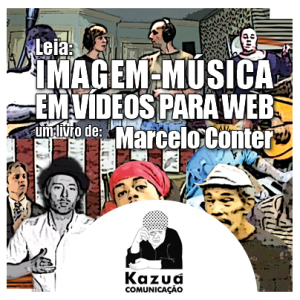 Leia:
IMAGEM-MÚSICA
EM VÍDEOS PARA WEB
um livro de: Marcelo Conter
Kazuá
COMUNICAÇÃO